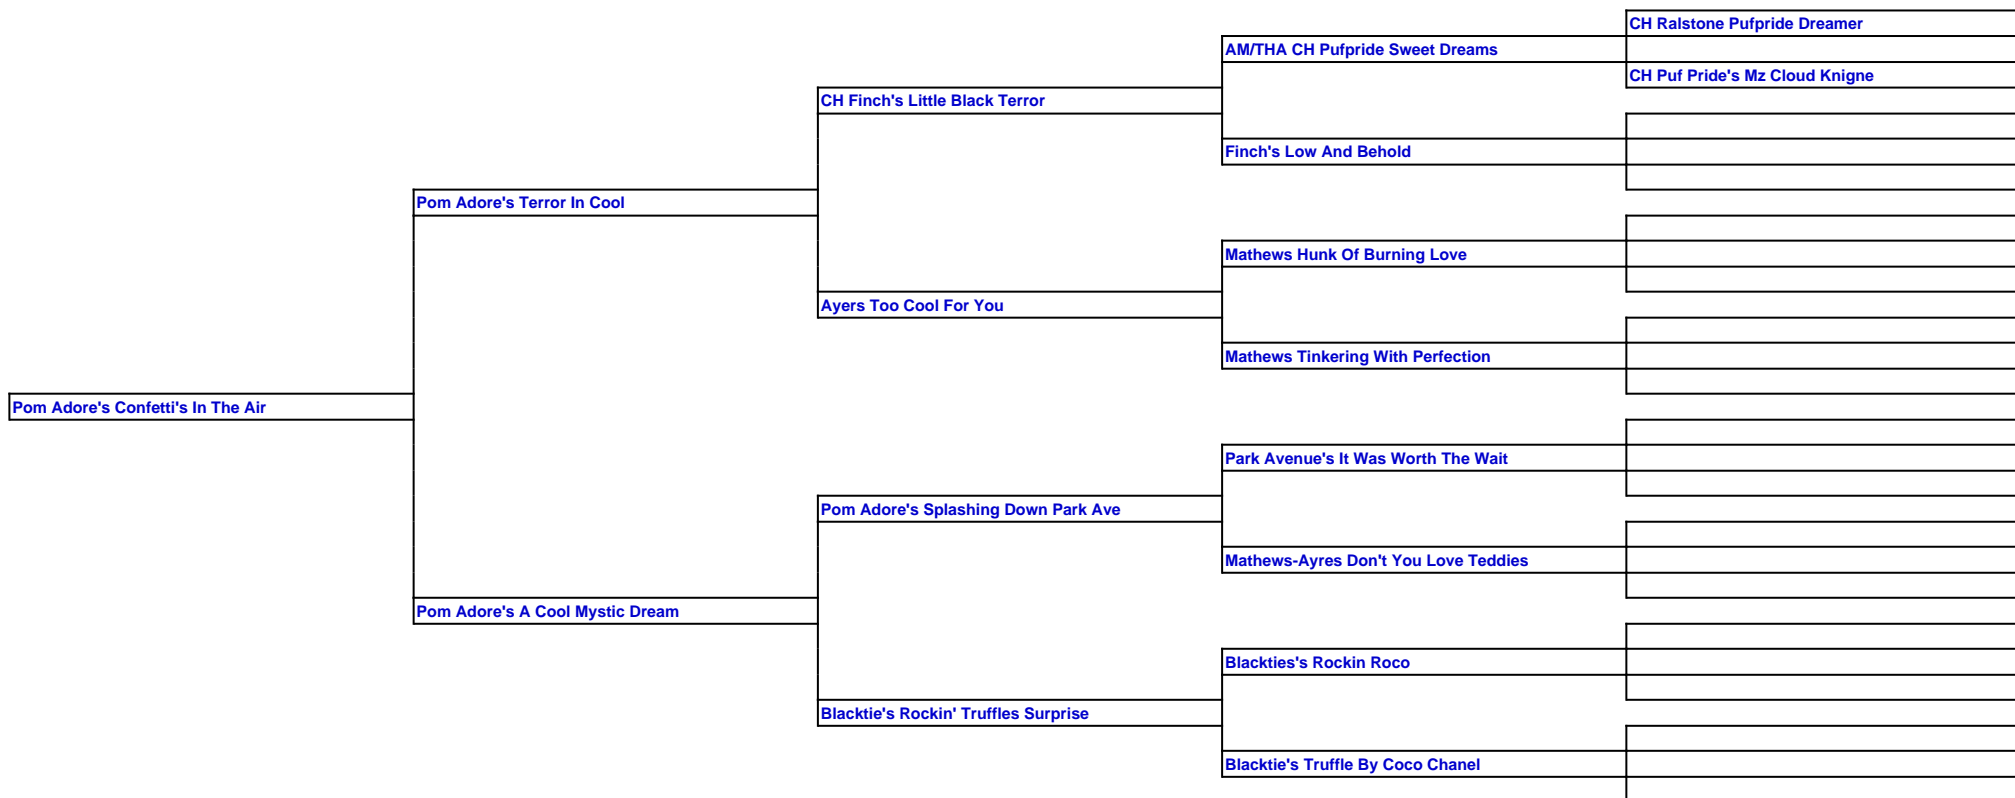 CH Ralstone Pufpride Dreamer
AM/THA CH Pufpride Sweet Dreams
CH Puf Pride's Mz Cloud Knigne
CH Finch's Little Black Terror
Finch's Low And Behold
Pom Adore's Terror In Cool
Mathews Hunk Of Burning Love
Ayers Too Cool For You
Mathews Tinkering With Perfection
Pom Adore's Confetti's In The Air
Park Avenue's It Was Worth The Wait
Pom Adore's Splashing Down Park Ave
Mathews-Ayres Don't You Love Teddies
Pom Adore's A Cool Mystic Dream
Blackties's Rockin Roco
Blacktie's Rockin' Truffles Surprise
Blacktie's Truffle By Coco Chanel